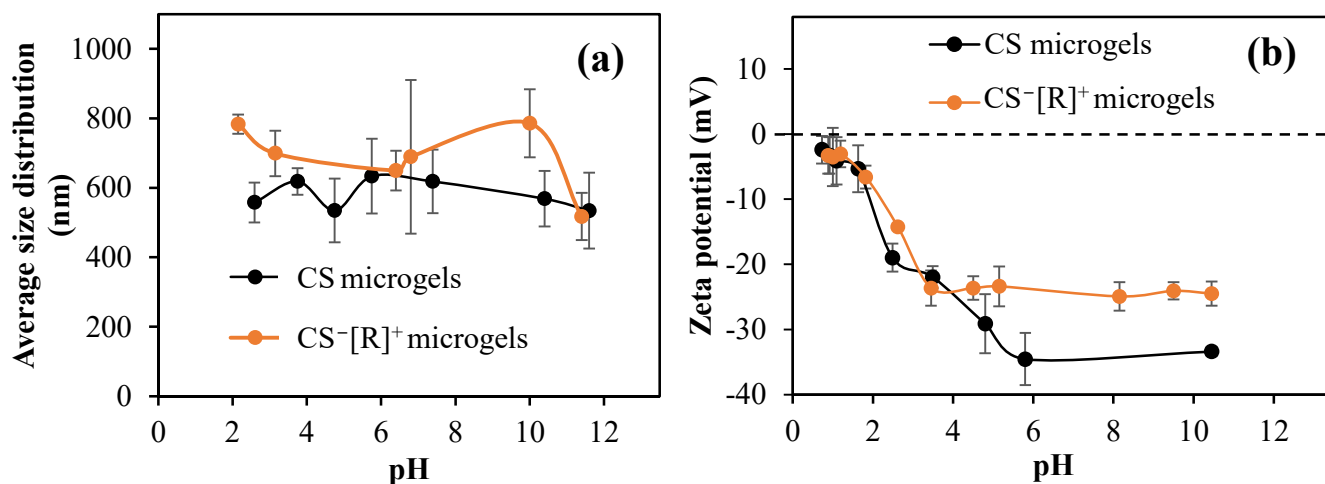 Average size distribution
(nm)
1000
800
600
400
200
0
(a)
CS microgels
CS⁻[R]⁺ microgels
0 2 4 6 8 10 12
pH
Zeta potential (mV)
10
0
-10
-20
-30
-40
CS microgels
(b)
CS⁻[R]⁺ microgels
0 2 4 6 8 10 12
pH